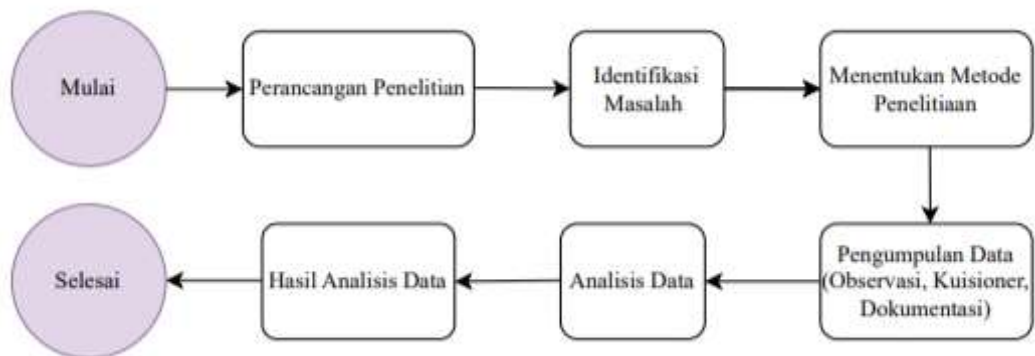 Mulai
Perancangan Penelitian
Identifikasi
Masalah
Menentukan Metode
Penelitiaan
Pengumpulan Data
(Observasi, Kuisioner,
Dokumentasi)
Analisis Data
Hasil Analisis Data
Selesai